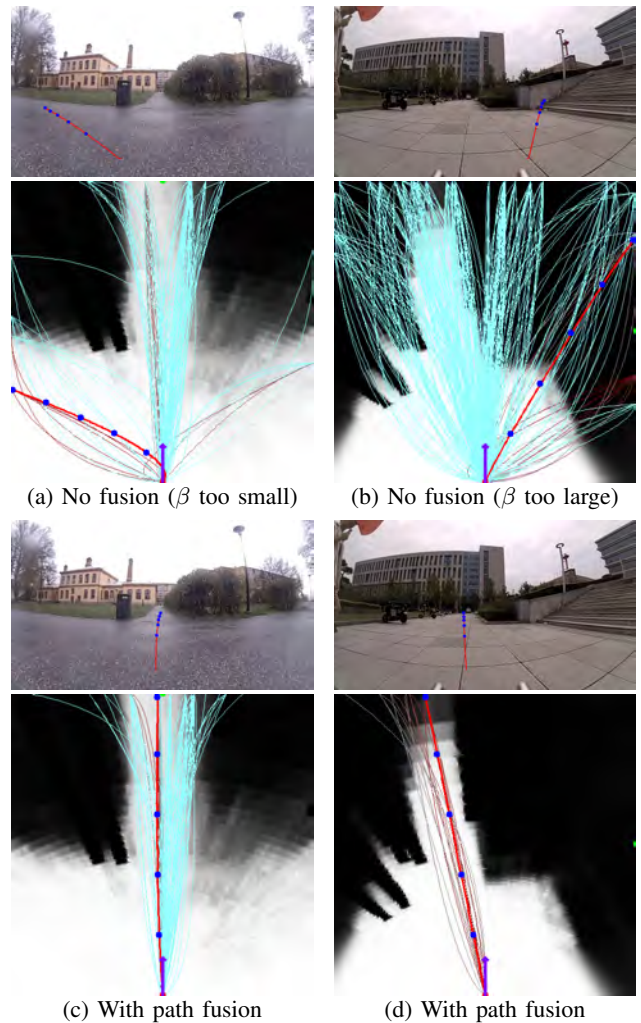 (a) No fusion (β too small)
(b) No fusion (β too large)
(c) With path fusion
(d) With path fusion